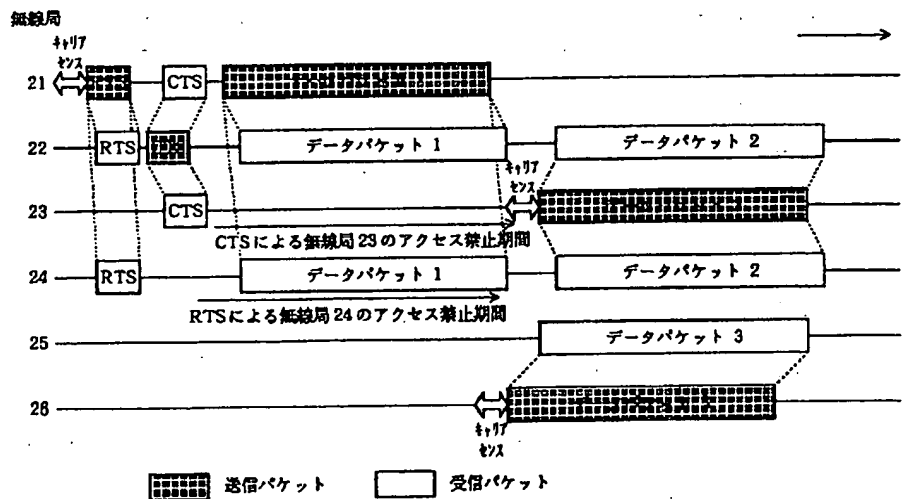 無線局
キャリア
センス
21
CTS
22
RTS
データパケット 1
データパケット 2
キャリア
センス
23
CTS
CTSによる無線局23のアクセス禁止期間
24
RTS
データパケット 1
データパケット 2
RTSによる無線局24のアクセス禁止期間
25
データパケット 3
26
キャリア
センス
送信パケット
受信パケット